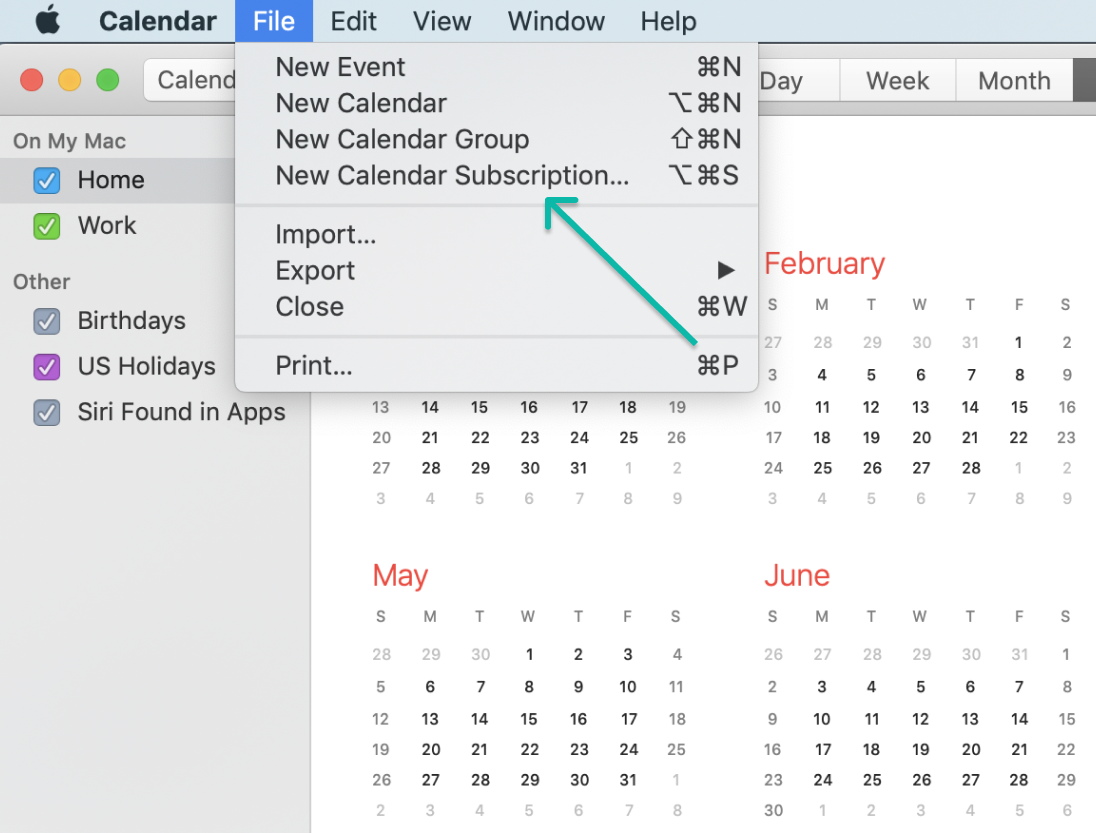 Calendar File Edit View Window Help
Calend
Day Week Month
On My Mac
Home
Work
Other
Birthdays
US Holidays
Siri Found in Apps
New Event ⌘N
New Calendar ⌥⌘N
New Calendar Group ⇧⌘N
New Calendar Subscription... ⌥⌘S
Import...
Export ▶
Close ⌘W
Print... ⌘P
13 14 15 16 17 18 19
20 21 22 23 24 25 26
27 28 29 30 31 1 2
3 4 5 6 7 8 9
February
S M T W T F S
27 28 29 30 31 1 2
3 4 5 6 7 8 9
10 11 12 13 14 15 16
17 18 19 20 21 22 23
24 25 26 27 28 1 2
3 4 5 6 7 8 9
May
S M T W T F S
28 29 30 1 2 3 4
5 6 7 8 9 10 11
12 13 14 15 16 17 18
19 20 21 22 23 24 25
26 27 28 29 30 31 1
2 3 4 5 6 7 8
June
S M T W T F S
26 27 28 29 30 31 1
2 3 4 5 6 7 8
9 10 11 12 13 14 15
16 17 18 19 20 21 22
23 24 25 26 27 28 29
30 1 2 3 4 5 6